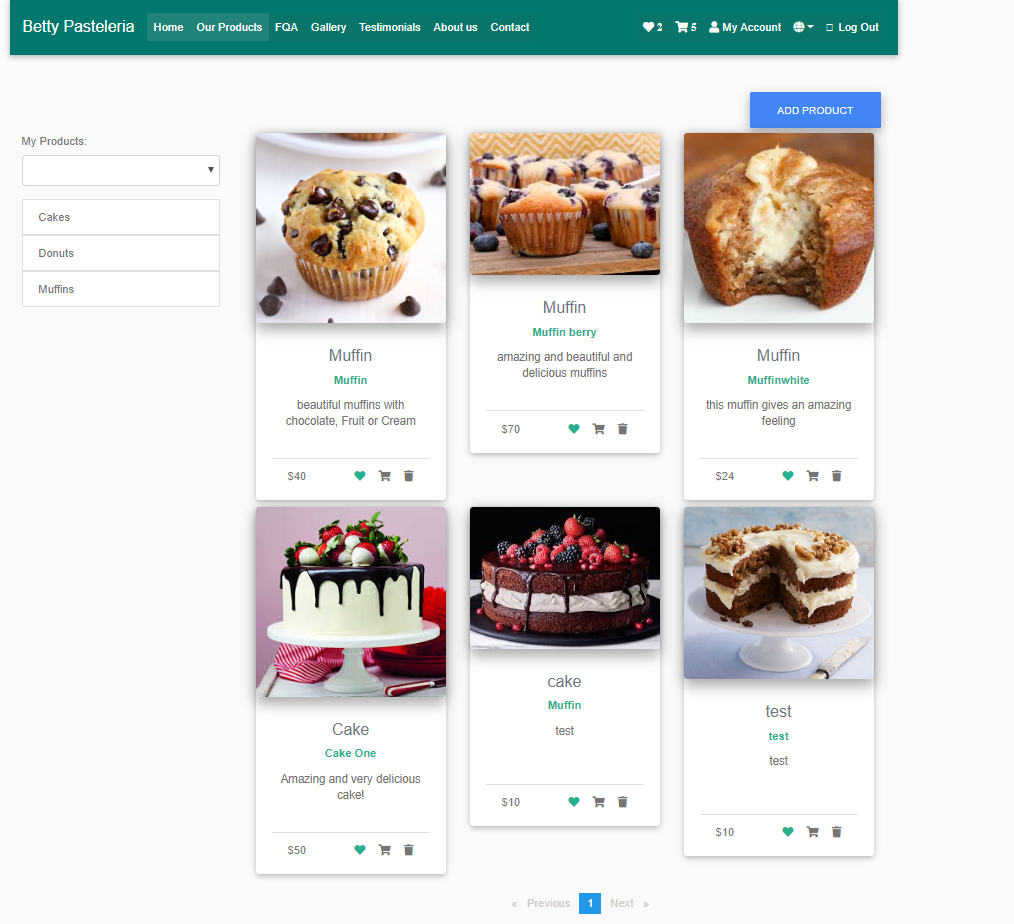 Betty Pasteleria Home Our Products FQA Gallery Testimonials About us Contact 2 5 My Account Log Out
ADD PRODUCT
My Products:
Cakes
Donuts
Muffins
Muffin
Muffin
beautiful muffins with
chocolate, Fruit or Cream
$40
Muffin
Muffin berry
amazing and beautiful and
delicious muffins
$70
Muffin
Muffinwhite
this muffin gives an amazing
feeling
$24
Cake
Cake One
Amazing and very delicious
cake!
$50
cake
Muffin
test
$10
test
test
test
$10
« Previous 1 Next »